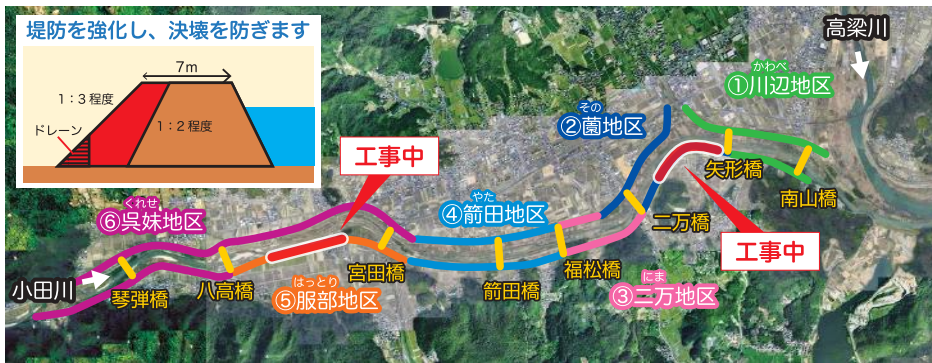 堤防を強化し、決壊を防ぎます
7m
1：3 程度
1：2 程度
ドレーン
高梁川
かわべ
①川辺地区
その
②薗地区
工事中
矢形橋
南山橋
くれせ
⑥呉妹地区
やた
④箭田地区
二万橋
工事中
小田川
琴弾橋
八高橋
はっとり
⑤服部地区
宮田橋
箭田橋
福松橋
にま
③二万地区